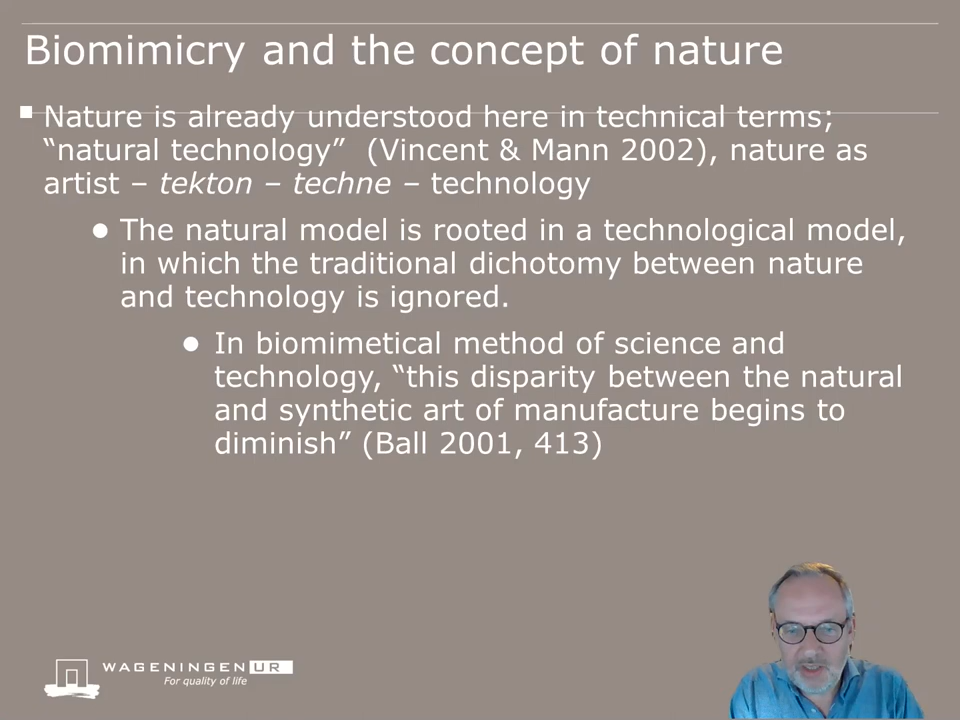 Biomimicry and the concept of nature
Nature is already understood here in technical terms;
“natural technology” (Vincent & Mann 2002), nature as
artist – tekton – techne – technology
The natural model is rooted in a technological model,
in which the traditional dichotomy between nature
and technology is ignored.
In biomimetical method of science and
technology, “this disparity between the natural
and synthetic art of manufacture begins to
diminish” (Ball 2001, 413)
WAGENINGEN UR
For quality of life